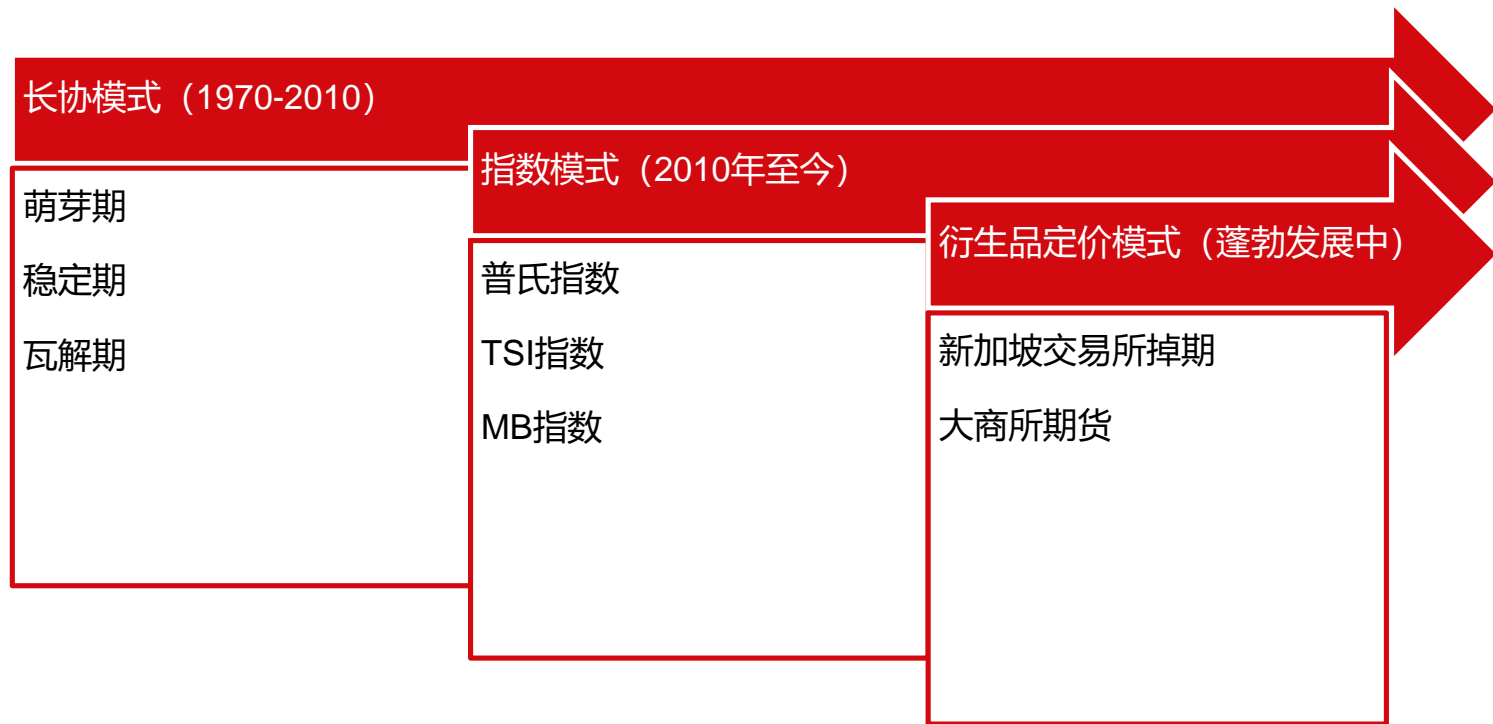 长协模式（1970-2010）
萌芽期
稳定期
瓦解期
指数模式（2010年至今）
普氏指数
TSI指数
MB指数
衍生品定价模式（蓬勃发展中）
新加坡交易所掉期
大商所期货